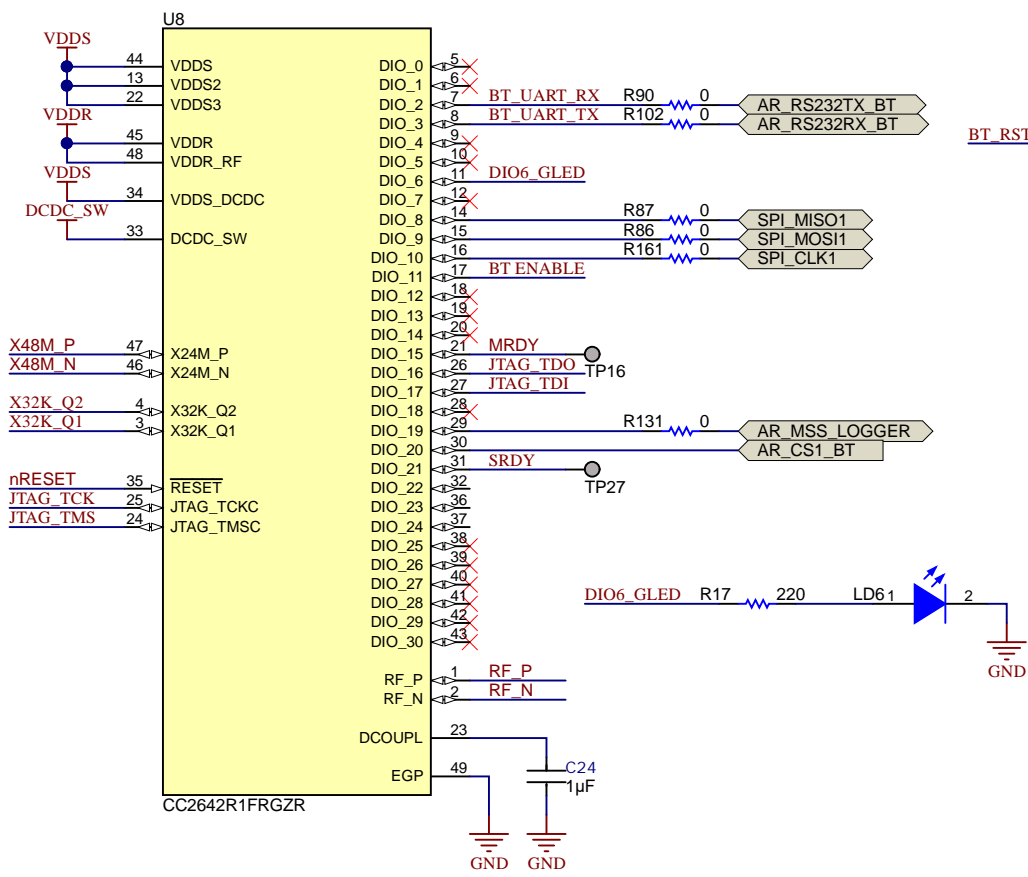 U8
VDDS
44 VDDS DIO_0 5
13 VDDS2 DIO_1 6
22 VDDS3 DIO_2 7 BT_UART_RX R90 0 AR_RS232TX_BT
VDDR
DIO_3 8 BT_UART_TX R102 0 AR_RS232RX_BT
BT_RST
45 VDDR DIO_4 9
48 VDDR_RF DIO_5 10
VDDS
DIO_6 11 DIO6_GLED
34 VDDS_DCDC DIO_7 12
DCDC_SW
DIO_8 14 R87 0 SPI_MISO1
33 DCDC_SW DIO_9 15 R86 0 SPI_MOSI1
DIO_10 16 R161 0 SPI_CLK1
DIO_11 17 BT ENABLE
DIO_12 18
DIO_13 19
DIO_14 20
X48M_P 47 X24M_P DIO_15 21 MRDY TP16
X48M_N 46 X24M_N DIO_16 26 JTAG_TDO
DIO_17 27 JTAG_TDI
X32K_Q2 4 X32K_Q2 DIO_18 28
X32K_Q1 3 X32K_Q1 DIO_19 29 R131 0 AR_MSS_LOGGER
DIO_20 30 AR_CS1_BT
DIO_21 31 SRDY TP27
nRESET 35 RESET DIO_22 32
JTAG_TCK 25 JTAG_TCKC DIO_23 36
JTAG_TMS 24 JTAG_TMSC DIO_24 37
DIO_25 38
DIO_26 39
DIO_27 40
DIO_28 41
DIO_29 42
DIO_30 43
DIO6_GLED R17 220 LD6 1 2
GND
RF_P 1 RF_P
RF_N 2 RF_N
DCOUPL 23
EGP 49
C24
1µF
CC2642R1FRGZR
GND GND